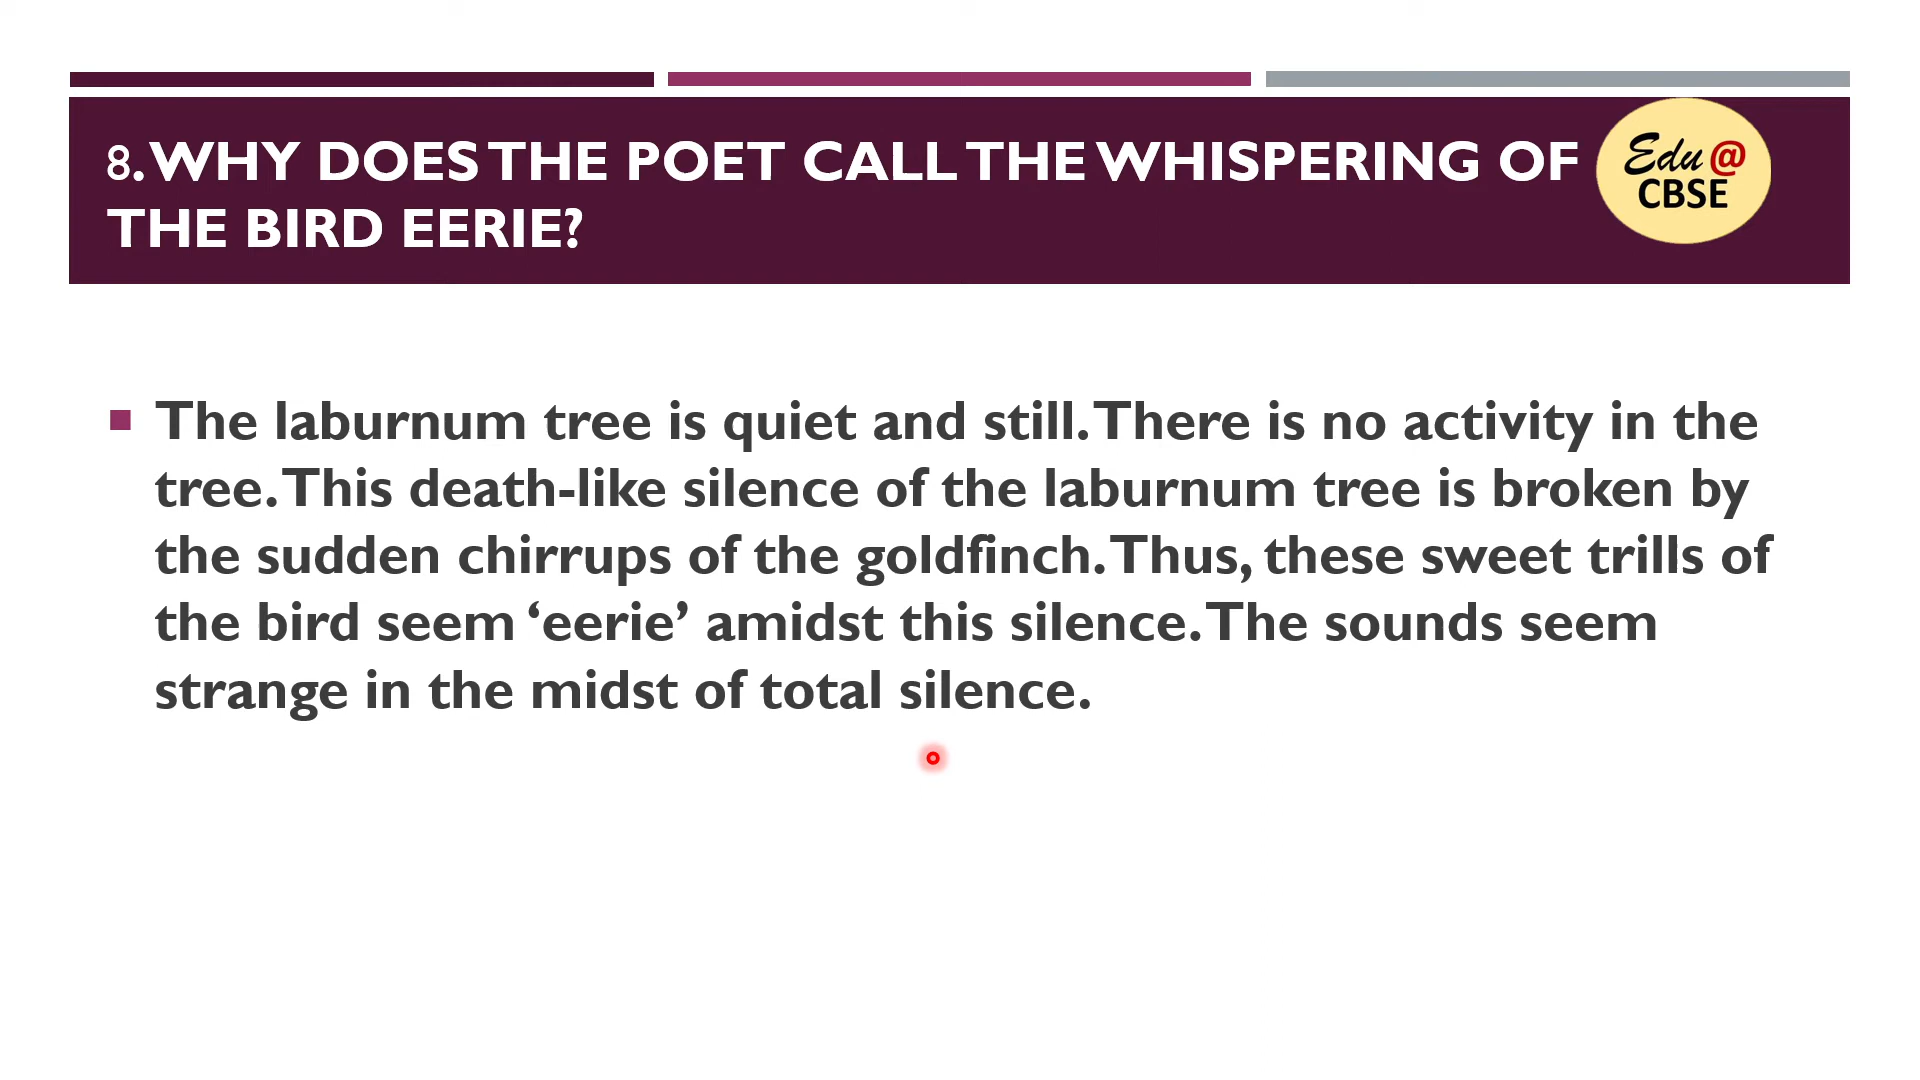 8. WHY DOES THE POET CALL THE WHISPERING OF
THE BIRD EERIE?
Edu @
CBSE
The laburnum tree is quiet and still. There is no activity in the
tree. This death-like silence of the laburnum tree is broken by
the sudden chirrups of the goldfinch. Thus, these sweet trills of
the bird seem ‘eerie’ amidst this silence. The sounds seem
strange in the midst of total silence.